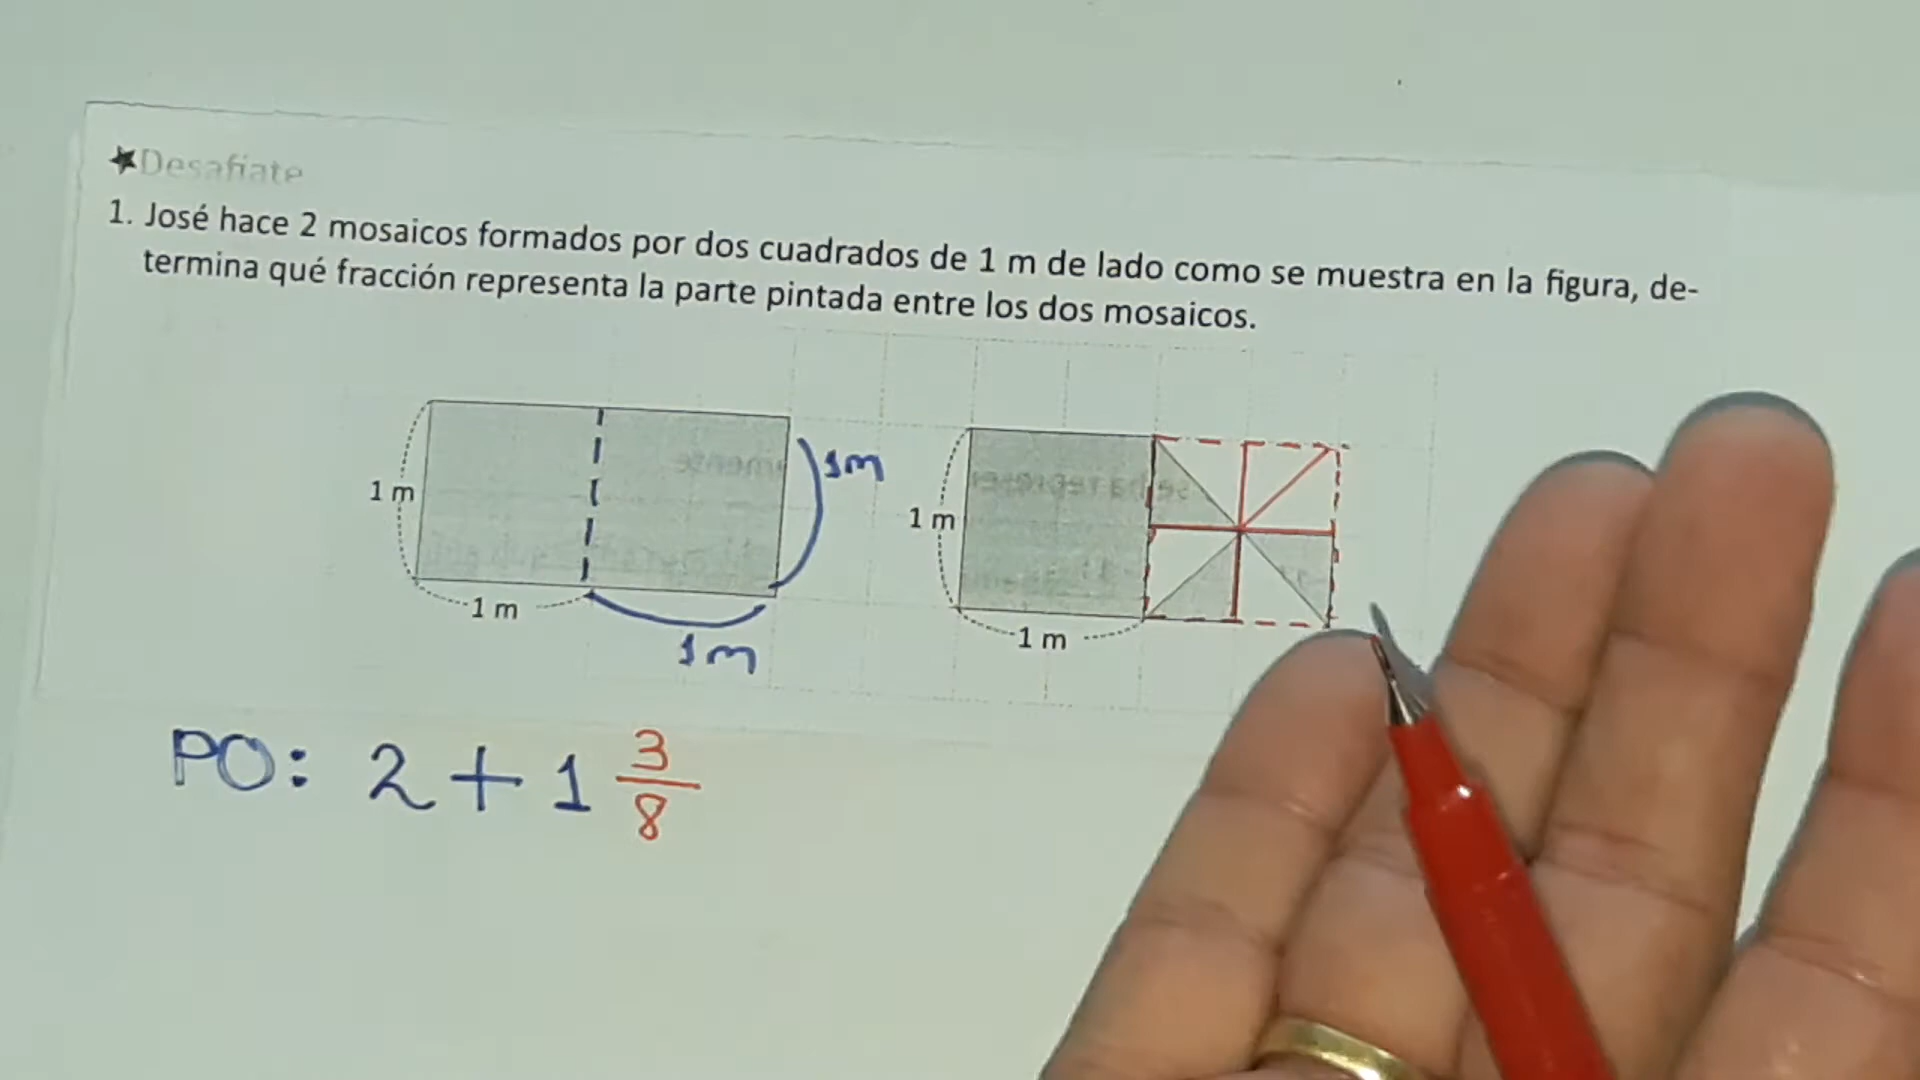 ★Desafíate
1. José hace 2 mosaicos formados por dos cuadrados de 1 m de lado como se muestra en la figura, de-
termina qué fracción representa la parte pintada entre los dos mosaicos.
1 m
1m
1 m
1 m
1m
1 m
PO: 2 + 1 3/8